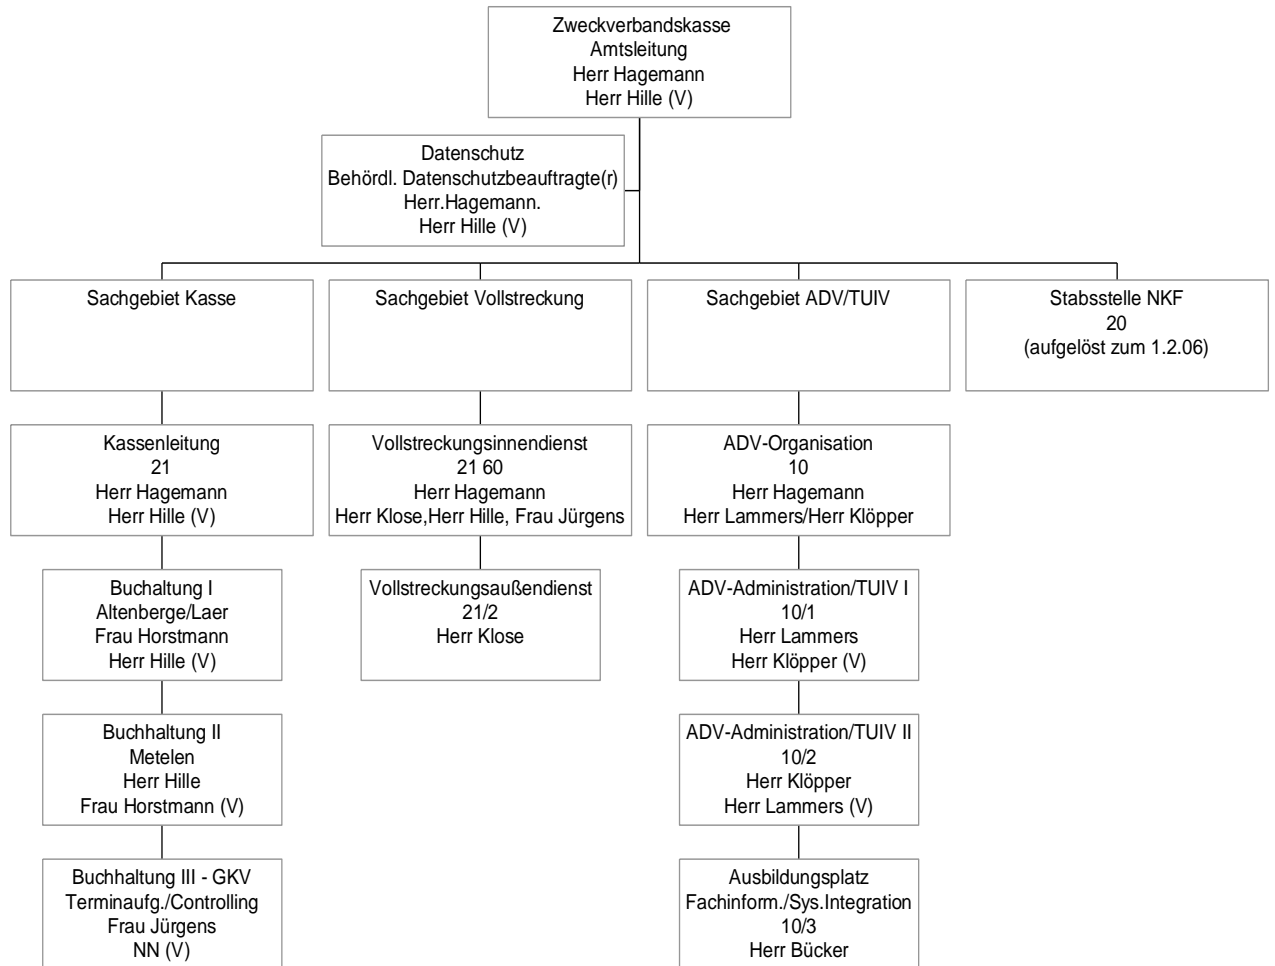 Zweckverbandskasse
Amtsleitung
Herr Hagemann
Herr Hille (V)
Datenschutz
Behördl. Datenschutzbeauftragte(r)
Herr.Hagemann.
Herr Hille (V)
Sachgebiet Kasse
Sachgebiet Vollstreckung
Sachgebiet ADV/TUIV
Stabsstelle NKF
20
(aufgelöst zum 1.2.06)
Kassenleitung
21
Herr Hagemann
Herr Hille (V)
Vollstreckungsinnendienst
21 60
Herr Hagemann
Herr Klose,Herr Hille, Frau Jürgens
ADV-Organisation
10
Herr Hagemann
Herr Lammers/Herr Klöpper
Buchaltung I
Altenberge/Laer
Frau Horstmann
Herr Hille (V)
Vollstreckungsaußendienst
21/2
Herr Klose
ADV-Administration/TUIV I
10/1
Herr Lammers
Herr Klöpper (V)
Buchhaltung II
Metelen
Herr Hille
Frau Horstmann (V)
ADV-Administration/TUIV II
10/2
Herr Klöpper
Herr Lammers (V)
Buchhaltung III - GKV
Terminaufg./Controlling
Frau Jürgens
NN (V)
Ausbildungsplatz
Fachinform./Sys.Integration
10/3
Herr Bücker